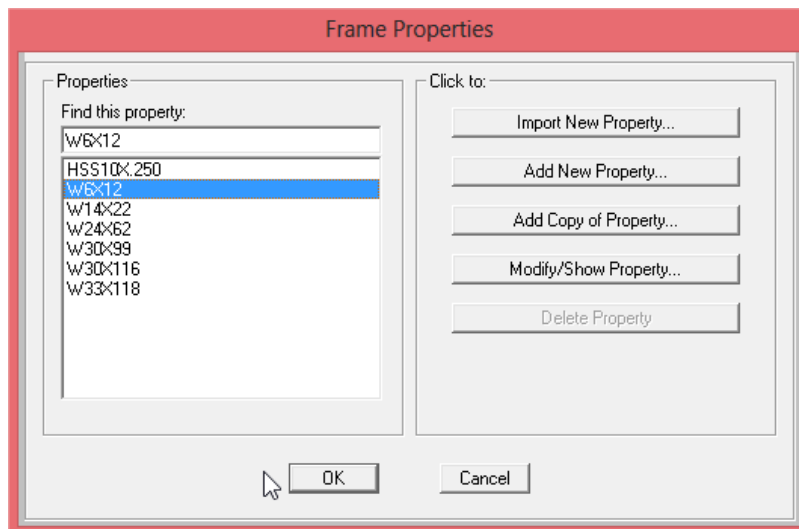 Frame Properties
Properties
Find this property:
W6X12
HSS10X.250
W6X12
W14X22
W24X62
W30X99
W30X116
W33X118
Click to:
Import New Property...
Add New Property...
Add Copy of Property...
Modify/Show Property...
Delete Property
OK
Cancel